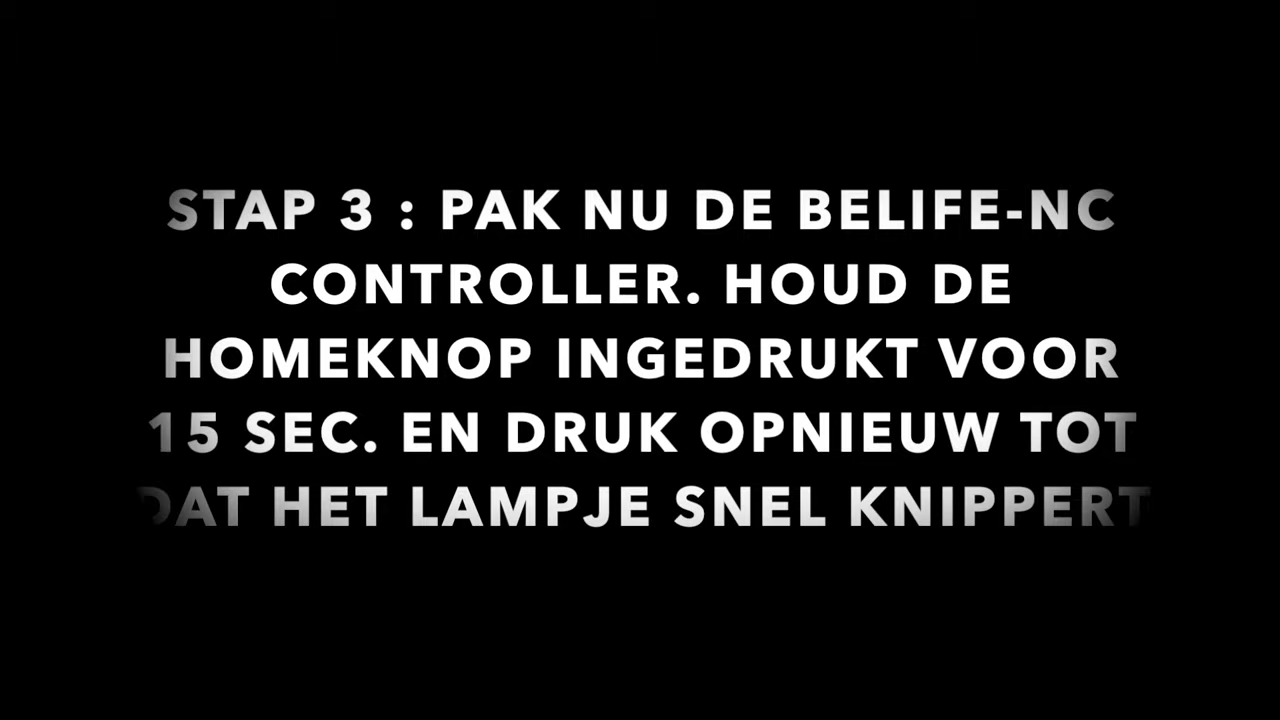 STAP 3 : PAK NU DE BELIFE-NC
CONTROLLER. HOUD DE
HOMEKNOP INGEDRUKT VOOR
15 SEC. EN DRUK OPNIEUW TOT
DAT HET LAMPJE SNEL KNIPPERT